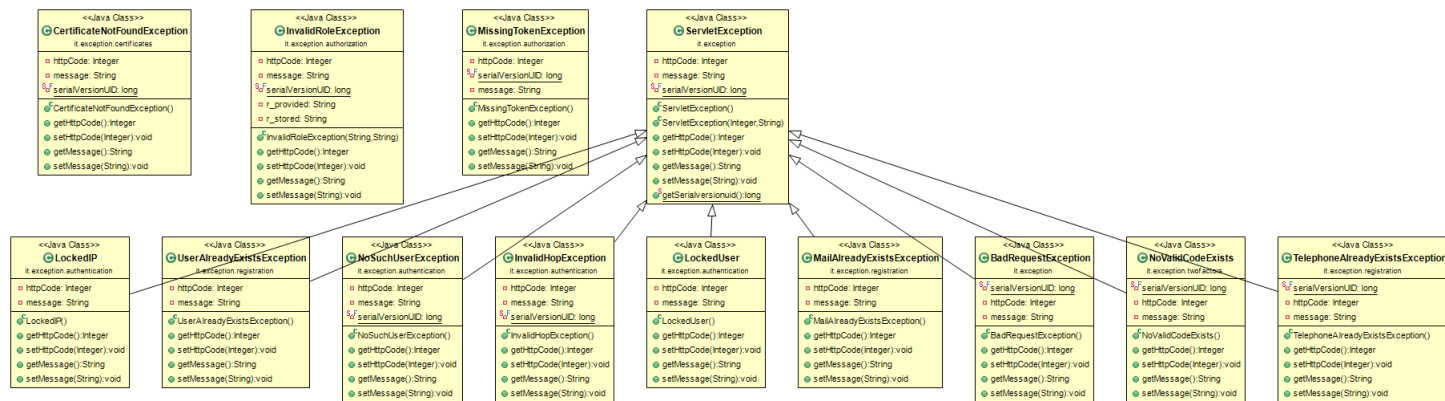 <<Java Class>>
CertificateNotFoundException
it.exception.certificates
httpCode: Integer
message: String
serialVersionUID: long
CertificateNotFoundException()
getHttpCode():Integer
setHttpCode(Integer):void
getMessage():String
setMessage(String):void
<<Java Class>>
InvalidRoleException
it.exception.authorization
httpCode: Integer
message: String
serialVersionUID: long
r_provided: String
r_stored: String
InvalidRoleException(String,String)
getHttpCode():Integer
setHttpCode(Integer):void
getMessage():String
setMessage(String):void
<<Java Class>>
MissingTokenException
it.exception.authorization
httpCode: Integer
serialVersionUID: long
message: String
MissingTokenException()
getHttpCode():Integer
setHttpCode(Integer):void
getMessage():String
setMessage(String):void
<<Java Class>>
ServletException
it.exception
httpCode: Integer
message: String
serialVersionUID: long
ServletException()
ServletException(Integer,String)
getHttpCode():Integer
setHttpCode(Integer):void
getMessage():String
setMessage(String):void
getSerialversionuid():long
<<Java Class>>
LockedIP
it.exception.authentication
httpCode: Integer
message: String
LockedIP()
getHttpCode():Integer
setHttpCode(Integer):void
getMessage():String
setMessage(String):void
<<Java Class>>
UserAlreadyExistsException
it.exception.registration
httpCode: Integer
message: String
UserAlreadyExistsException()
getHttpCode():Integer
setHttpCode(Integer):void
getMessage():String
setMessage(String):void
<<Java Class>>
NoSuchUserException
it.exception.authentication
httpCode: Integer
message: String
serialVersionUID: long
NoSuchUserException()
getHttpCode():Integer
setHttpCode(Integer):void
getMessage():String
setMessage(String):void
<<Java Class>>
InvalidHopException
it.exception.authentication
httpCode: Integer
message: String
serialVersionUID: long
InvalidHopException()
getHttpCode():Integer
setHttpCode(Integer):void
getMessage():String
setMessage(String):void
<<Java Class>>
LockedUser
it.exception.authentication
httpCode: Integer
message: String
LockedUser()
getHttpCode():Integer
setHttpCode(Integer):void
getMessage():String
setMessage(String):void
<<Java Class>>
MailAlreadyExistsException
it.exception.registration
httpCode: Integer
message: String
MailAlreadyExistsException()
getHttpCode():Integer
setHttpCode(Integer):void
getMessage():String
setMessage(String):void
<<Java Class>>
BadRequestException
it.exception
serialVersionUID: long
httpCode: Integer
message: String
BadRequestException()
getHttpCode():Integer
setHttpCode(Integer):void
getMessage():String
setMessage(String):void
<<Java Class>>
NoValidCodeExists
it.exception.twofactors
serialVersionUID: long
httpCode: Integer
message: String
NoValidCodeExists()
getHttpCode():Integer
setHttpCode(Integer):void
getMessage():String
setMessage(String):void
<<Java Class>>
TelephoneAlreadyExistsException
it.exception.registration
serialVersionUID: long
httpCode: Integer
message: String
TelephoneAlreadyExistsException()
getHttpCode():Integer
setHttpCode(Integer):void
getMessage():String
setMessage(String):void